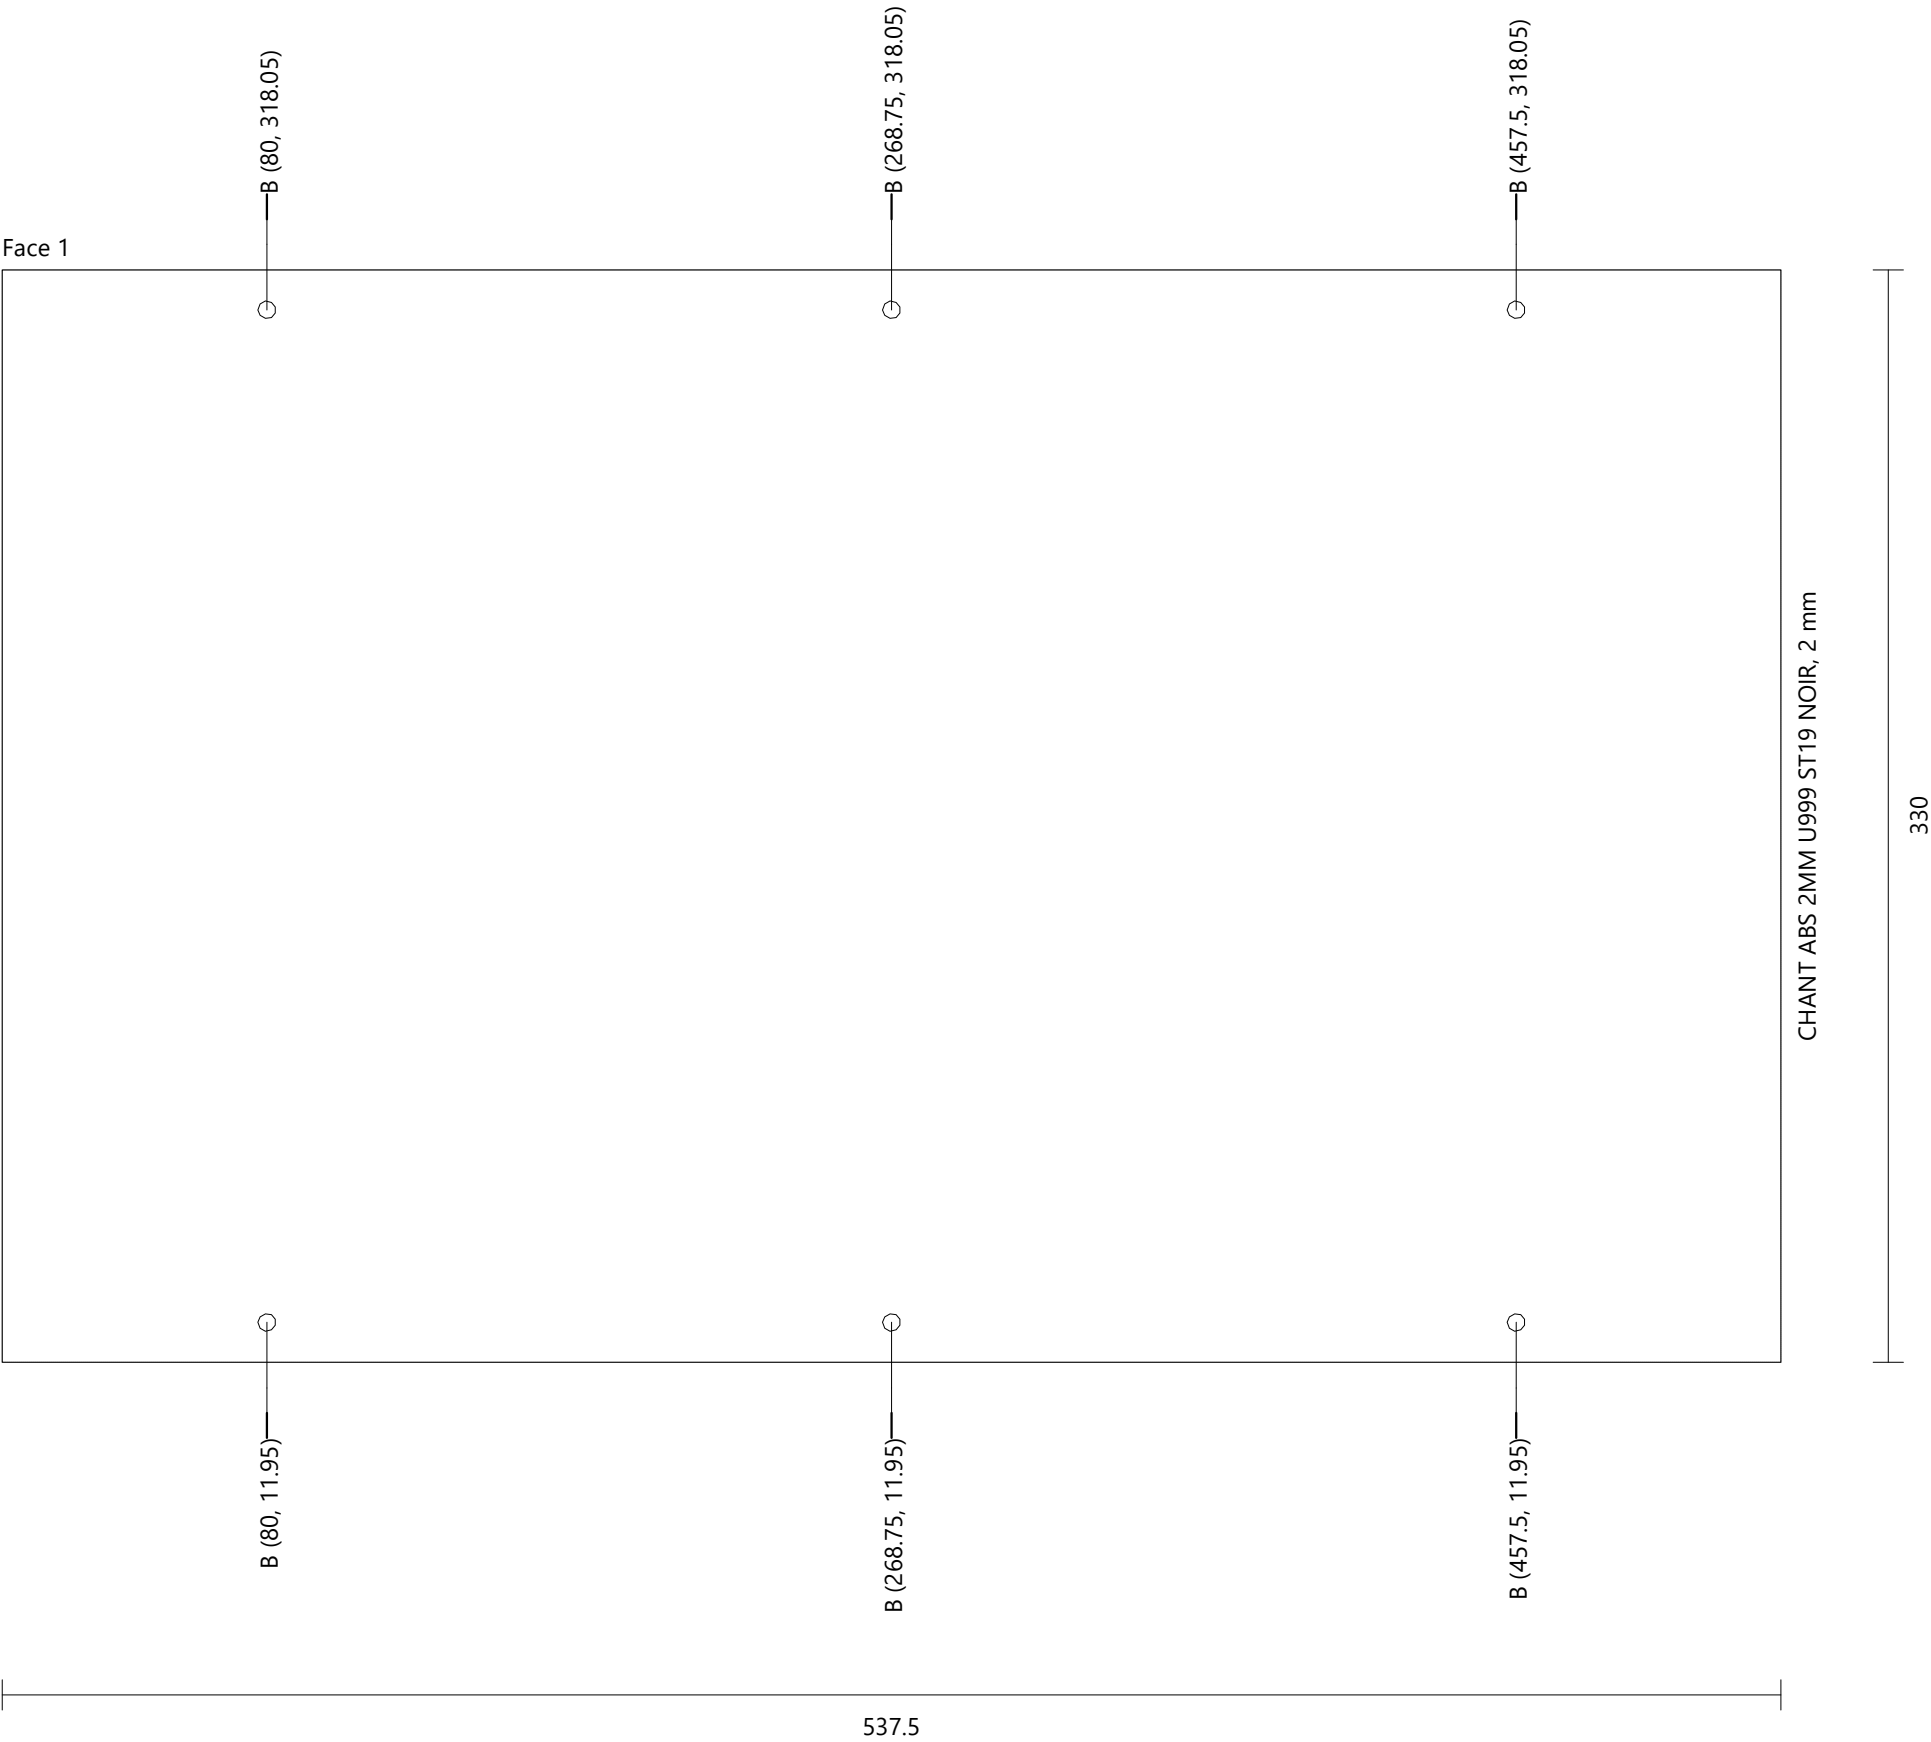 B (80, 318.05)
B (268.75, 318.05)
B (457.5, 318.05)
Face 1
CHANT ABS 2MM U999 ST19 NOIR, 2 mm
330
B (80, 11.95)
B (268.75, 11.95)
B (457.5, 11.95)
537.5